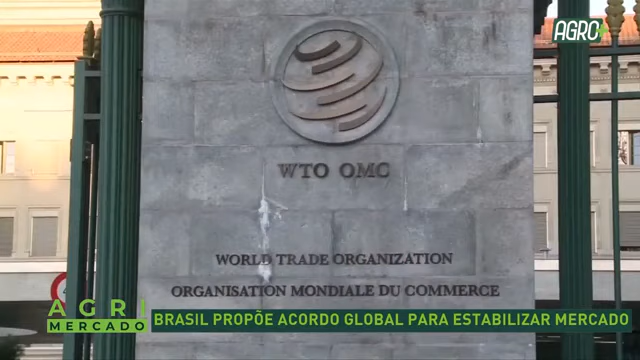 AGRO+
WTO OMC
WORLD TRADE ORGANIZATION
ORGANISATION MONDIALE DU COMMERCE
AGRI
MERCADO
BRASIL PROPÕE ACORDO GLOBAL PARA ESTABILIZAR MERCADO